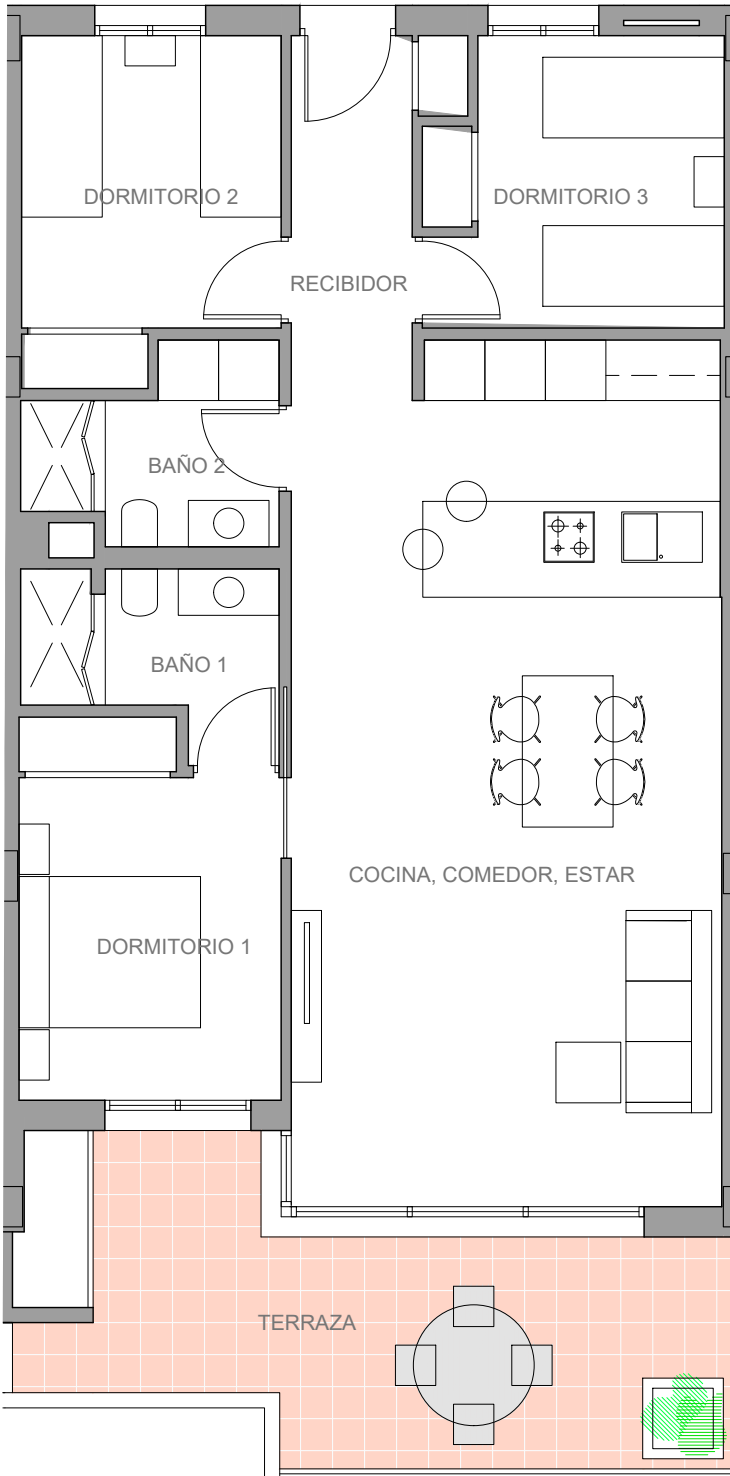 DORMITORIO 2
DORMITORIO 3
RECIBIDOR
BAÑO 2
BAÑO 1
COCINA, COMEDOR, ESTAR
DORMITORIO 1
TERRAZA